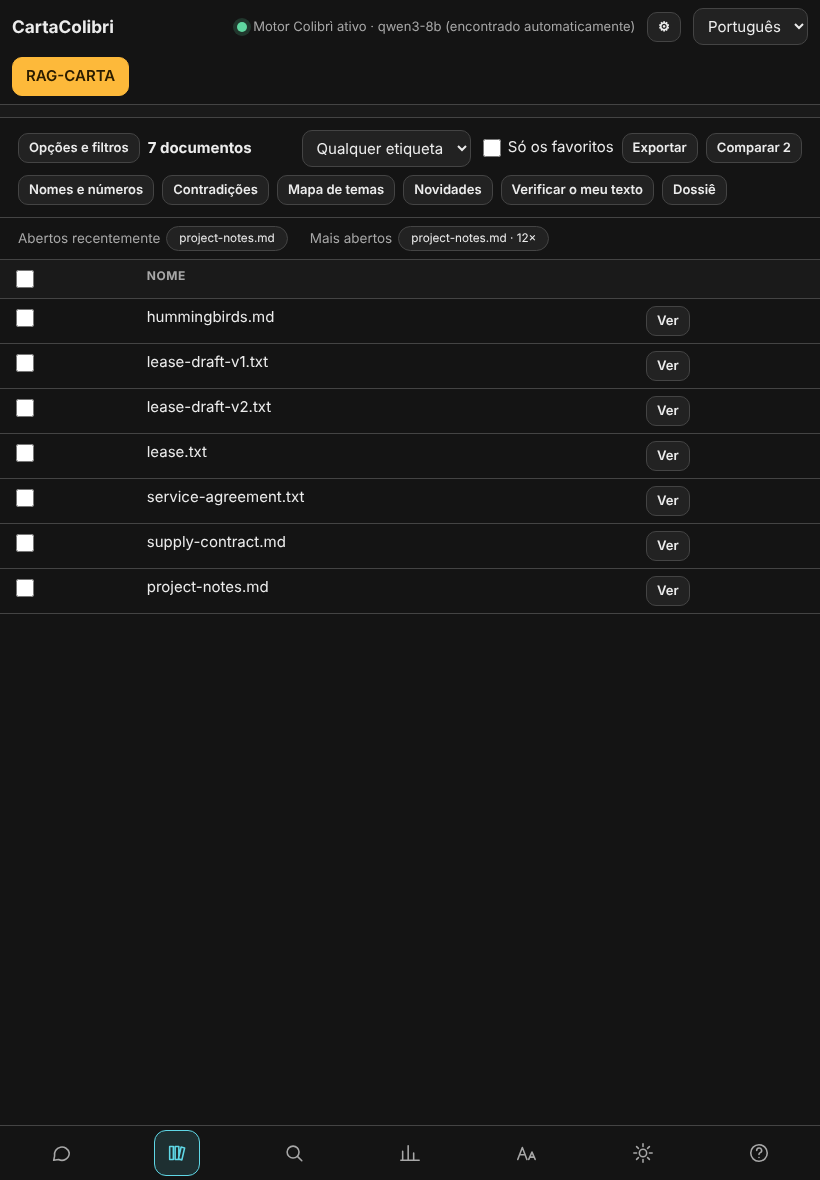 CartaColibri
Motor Colibrì ativo · qwen3-8b (encontrado automaticamente)
Português
RAG-CARTA
Opções e filtros
7 documentos
Qualquer etiqueta
Só os favoritos
Exportar
Comparar 2
Nomes e números
Contradições
Mapa de temas
Novidades
Verificar o meu texto
Dossiê
Abertos recentemente
project-notes.md
Mais abertos
project-notes.md · 12×
NOME
hummingbirds.md
Ver
lease-draft-v1.txt
Ver
lease-draft-v2.txt
Ver
lease.txt
Ver
service-agreement.txt
Ver
supply-contract.md
Ver
project-notes.md
Ver
AA